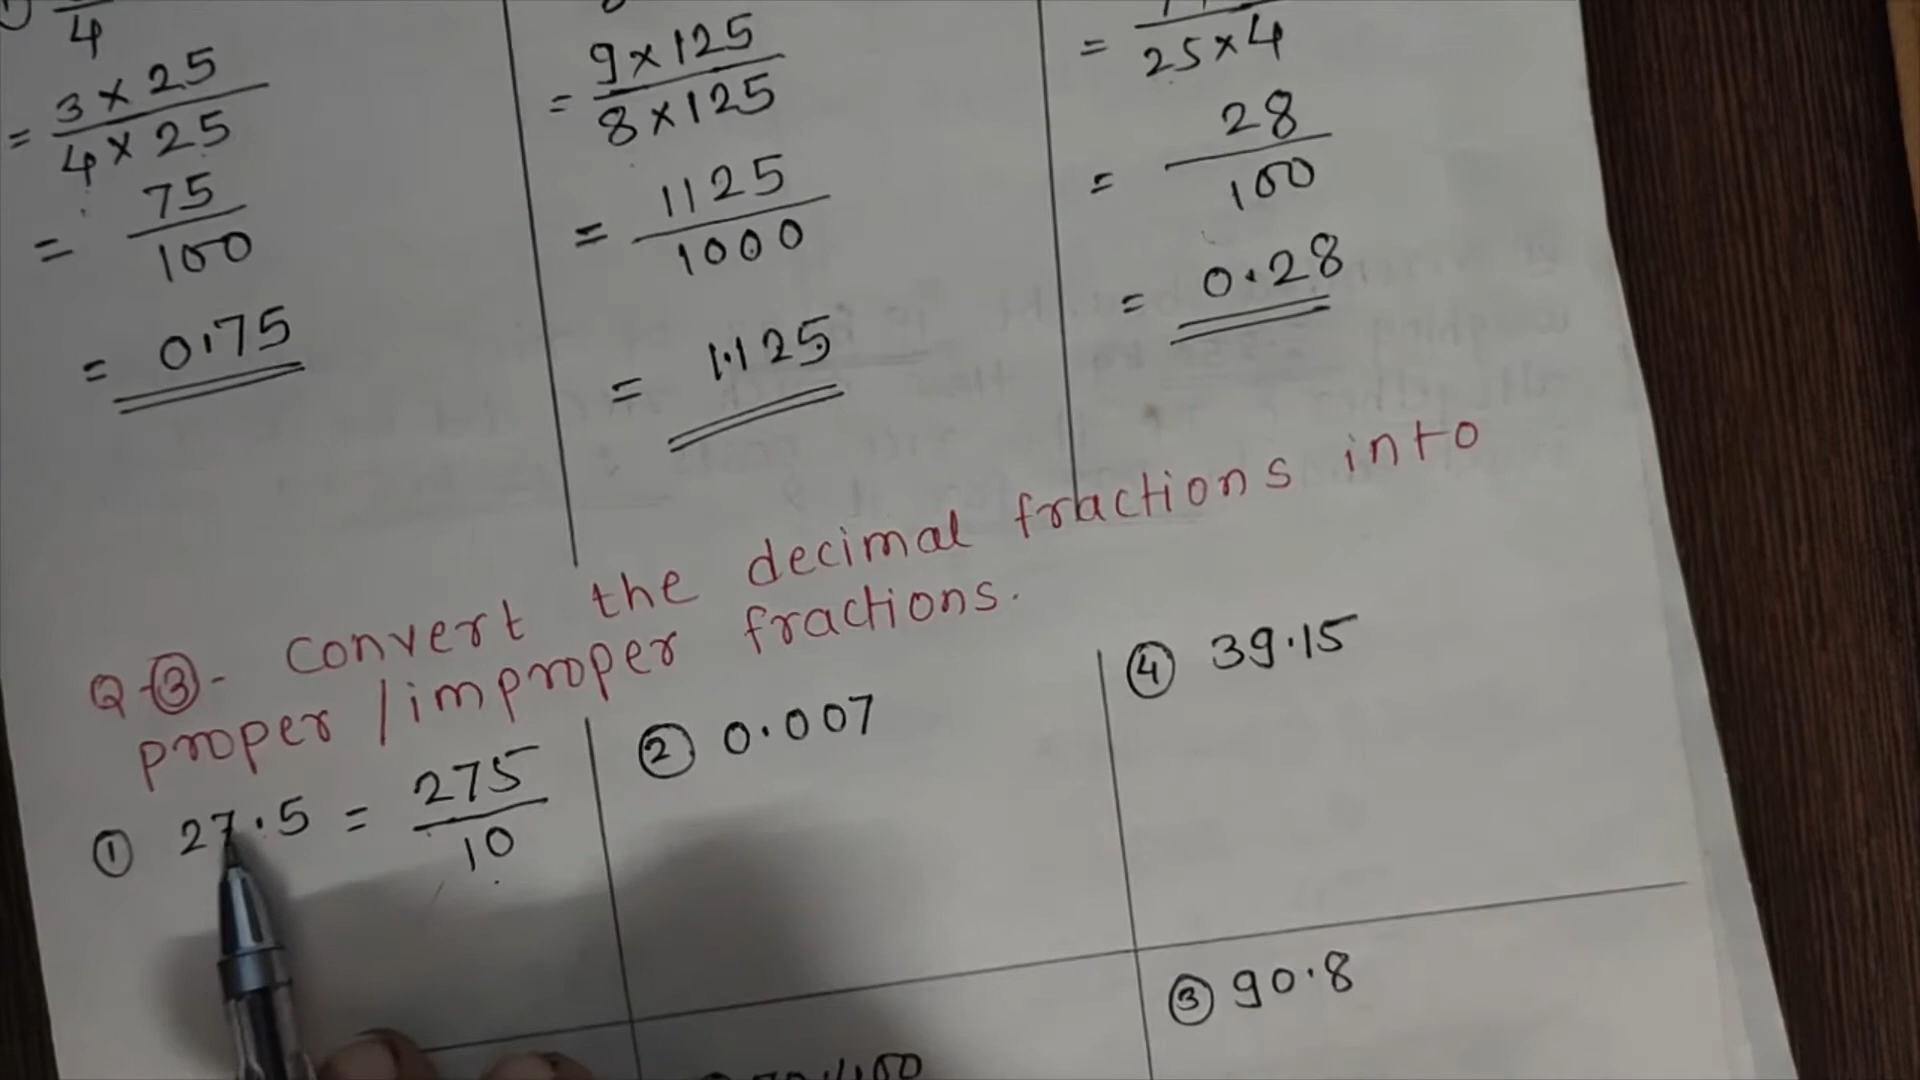 4
= 3 × 25
4 × 25
= 75
100
= 0.75
= 9 × 125
8 × 125
= 1125
1000
= 1.125
=
25 × 4
= 28
100
= 0.28
Q-③- convert the decimal fractions into
proper / improper fractions.
① 27.5 = 275
10
② 0.007
④ 39.15
③ 90.8